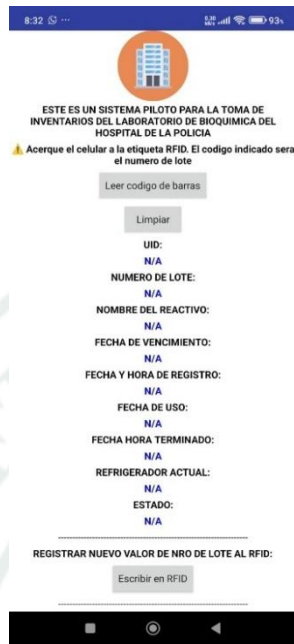 8:32 ...
93%
ESTE ES UN SISTEMA PILOTO PARA LA TOMA DE
INVENTARIOS DEL LABORATORIO DE BIOQUIMICA DEL
HOSPITAL DE LA POLICIA
⚠️ Acerque el celular a la etiqueta RFID. El codigo indicado sera
el numero de lote
Leer codigo de barras
Limpiar
UID:
N/A
NUMERO DE LOTE:
N/A
NOMBRE DEL REACTIVO:
N/A
FECHA DE VENCIMIENTO:
N/A
FECHA Y HORA DE REGISTRO:
N/A
FECHA DE USO:
N/A
FECHA HORA TERMINADO:
N/A
REFRIGERADOR ACTUAL:
N/A
ESTADO:
N/A
--------------------------------------------------
REGISTRAR NUEVO VALOR DE NRO DE LOTE AL RFID:
Escribir en RFID
--------------------------------------------------